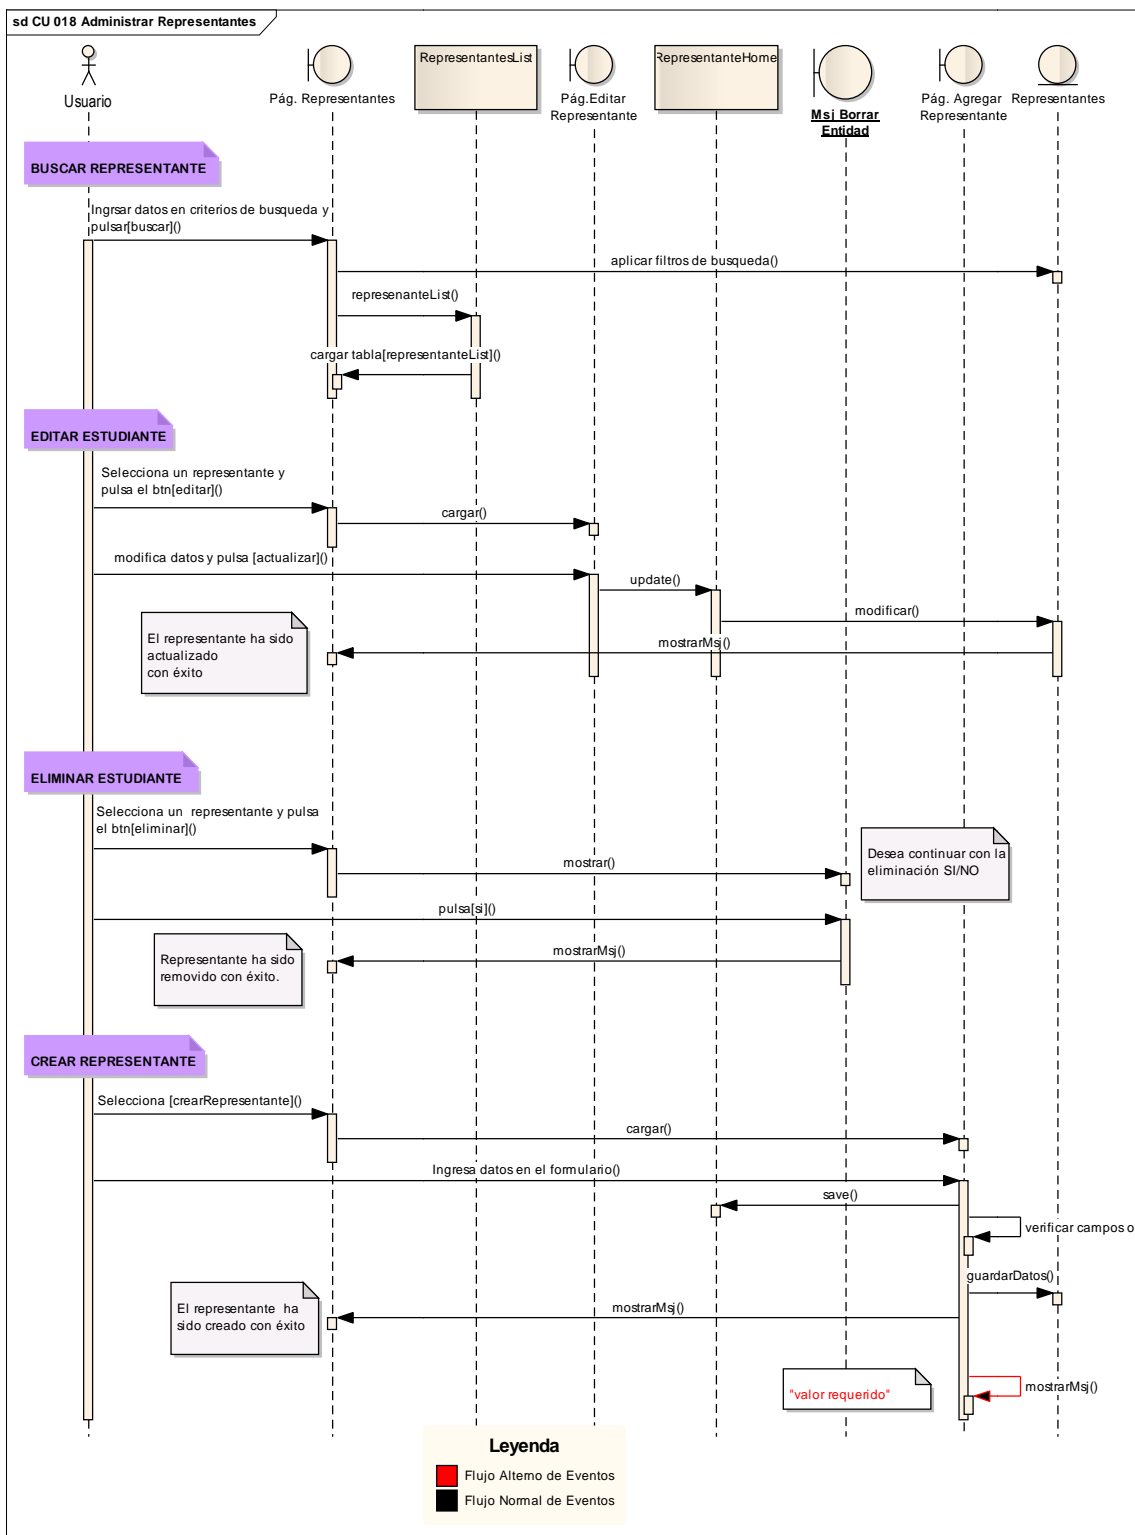 sd CU 018 Administrar Representantes
Usuario
Pág. Representantes
RepresentantesList
Pág.Editar
Representante
RepresentanteHome
Msj Borrar
Entidad
Pág. Agregar
Representante
Representantes
BUSCAR REPRESENTANTE
Ingrsar datos en criterios de busqueda y
pulsar[buscar]()
aplicar filtros de busqueda()
represenanteList()
cargar tabla[representanteList]()
EDITAR ESTUDIANTE
Selecciona un representante y
pulsa el btn[editar]()
cargar()
modifica datos y pulsa [actualizar]()
update()
modificar()
El representante ha sido
actualizado
con éxito
mostrarMsj()
ELIMINAR ESTUDIANTE
Selecciona un representante y pulsa
el btn[eliminar]()
mostrar()
Desea continuar con la
eliminación SI/NO
pulsa[si]()
Representante ha sido
removido con éxito.
mostrarMsj()
CREAR REPRESENTANTE
Selecciona [crearRepresentante]()
cargar()
Ingresa datos en el formulario()
save()
verificar campos o
guardarDatos()
El representante ha
sido creado con éxito
mostrarMsj()
"valor requerido"
mostrarMsj()
Leyenda
Flujo Alterno de Eventos
Flujo Normal de Eventos